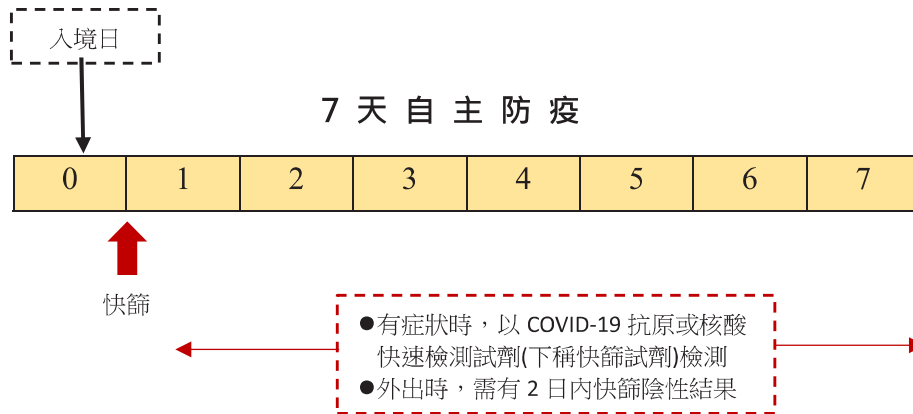 入境日
7 天 自 主 防 疫
0 1 2 3 4 5 6 7
快篩
●有症狀時，以 COVID-19 抗原或核酸
快速檢測試劑(下稱快篩試劑)檢測
●外出時，需有 2 日內快篩陰性結果